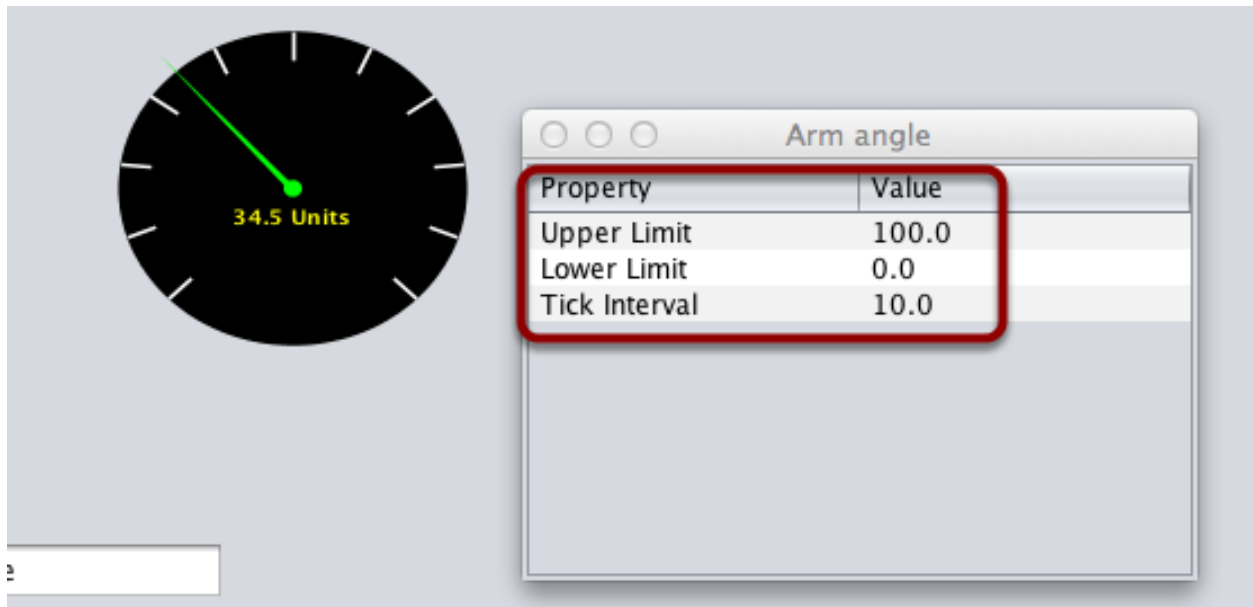 34.5 Units
Arm angle
Property Value
Upper Limit 100.0
Lower Limit 0.0
Tick Interval 10.0
e